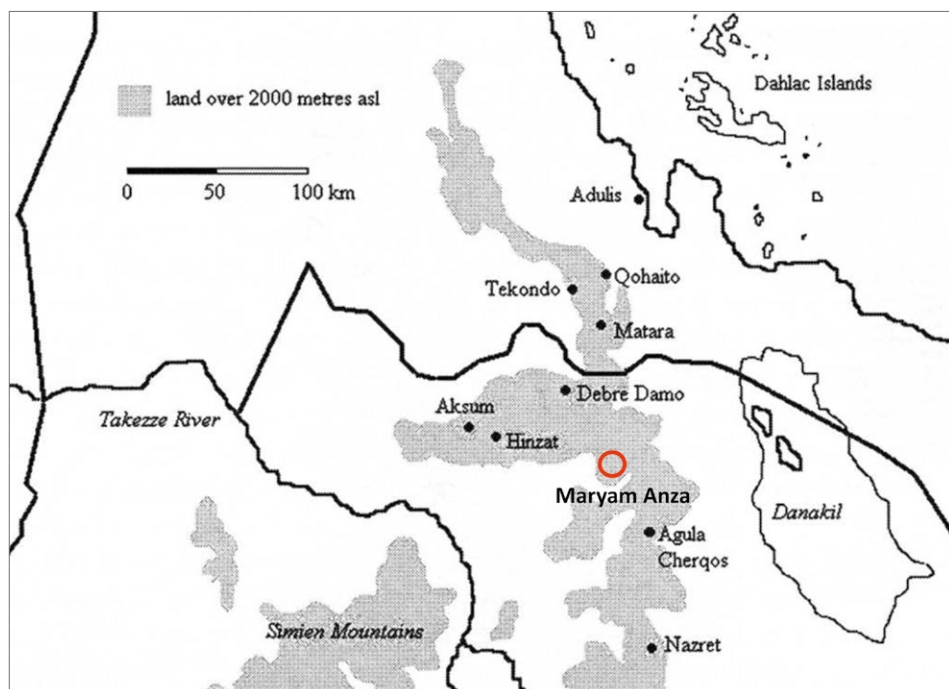 land over 2000 metres asl
0 50 100 km
Dahlac Islands
Adulis
Qohaito
Tekondo
Matara
Debre Damo
Takezze River
Aksum
Hinzat
Maryam Anza
Danakil
Agula
Cherqos
Simien Mountains
Nazret